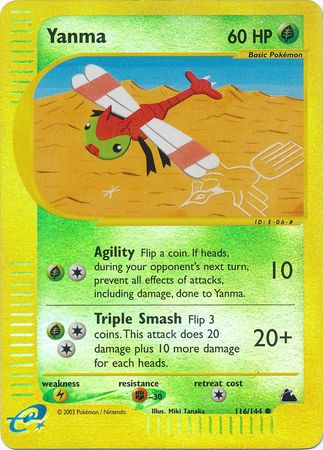 Yanma 60 HP
Basic Pokémon
ID: E-06-#
Agility Flip a coin. If heads,
during your opponent's next turn,
prevent all effects of attacks,
including damage, done to Yanma.
10
Triple Smash Flip 3
coins. This attack does 20
damage plus 10 more damage
for each heads.
20+
weakness resistance retreat cost
-30
e
© 2003 Pokémon / Nintendo Illus. Miki Tanaka 116/144 ●